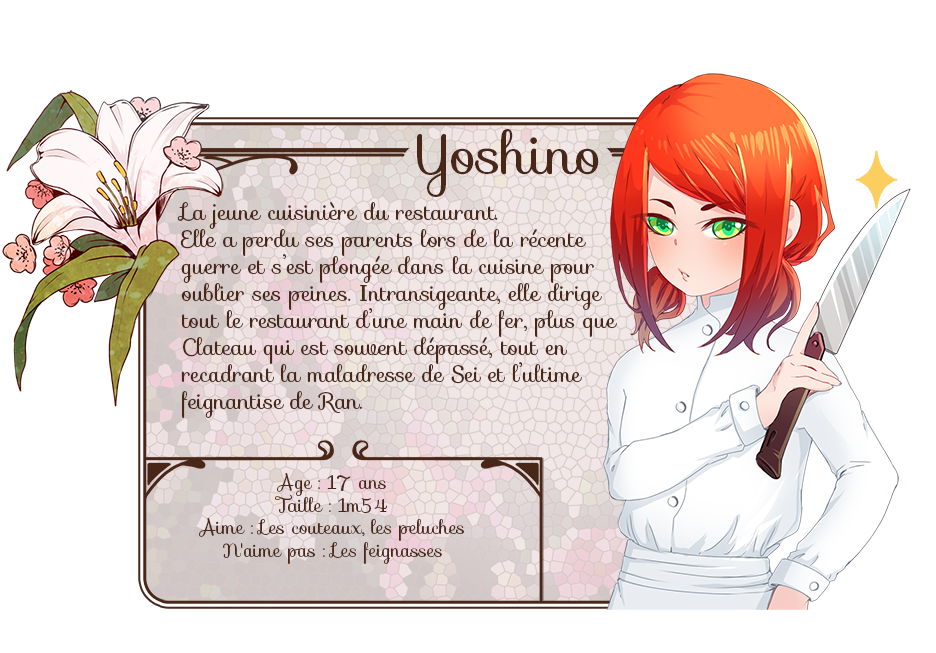 Yoshino
La jeune cuisinière du restaurant.
Elle a perdu ses parents lors de la récente
guerre et s'est plongée dans la cuisine pour
oublier ses peines. Intransigeante, elle dirige
tout le restaurant d'une main de fer, plus que
Clateau qui est souvent dépassé, tout en
recadrant la maladresse de Sei et l'ultime
feignantise de Ran.
Age : 17 ans
Taille : 1m54
Aime : Les couteaux, les peluches
N'aime pas : Les feignasses